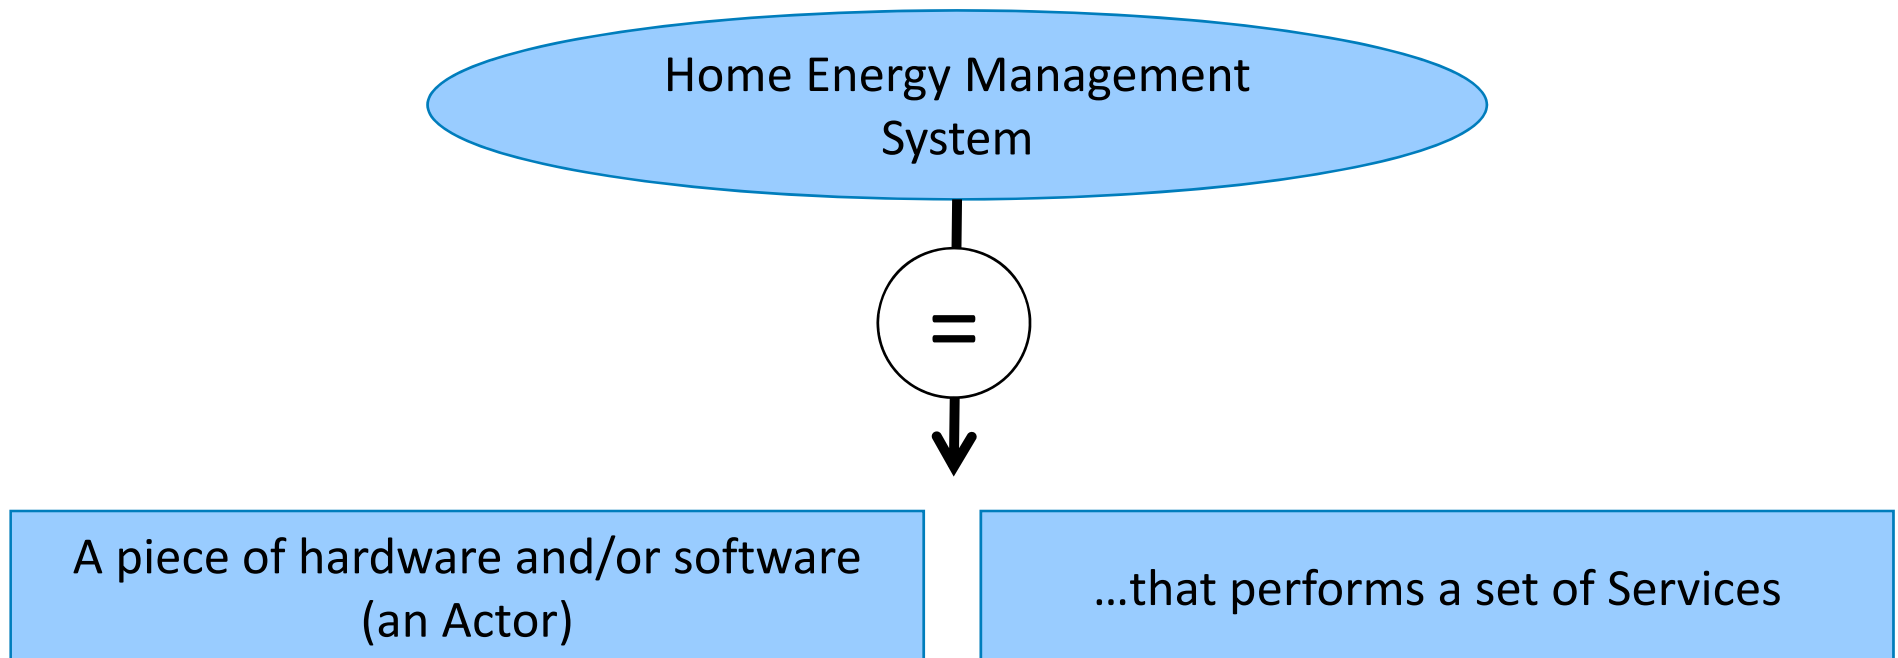 Home Energy Management
System
=
A piece of hardware and/or software
(an Actor)
…that performs a set of Services